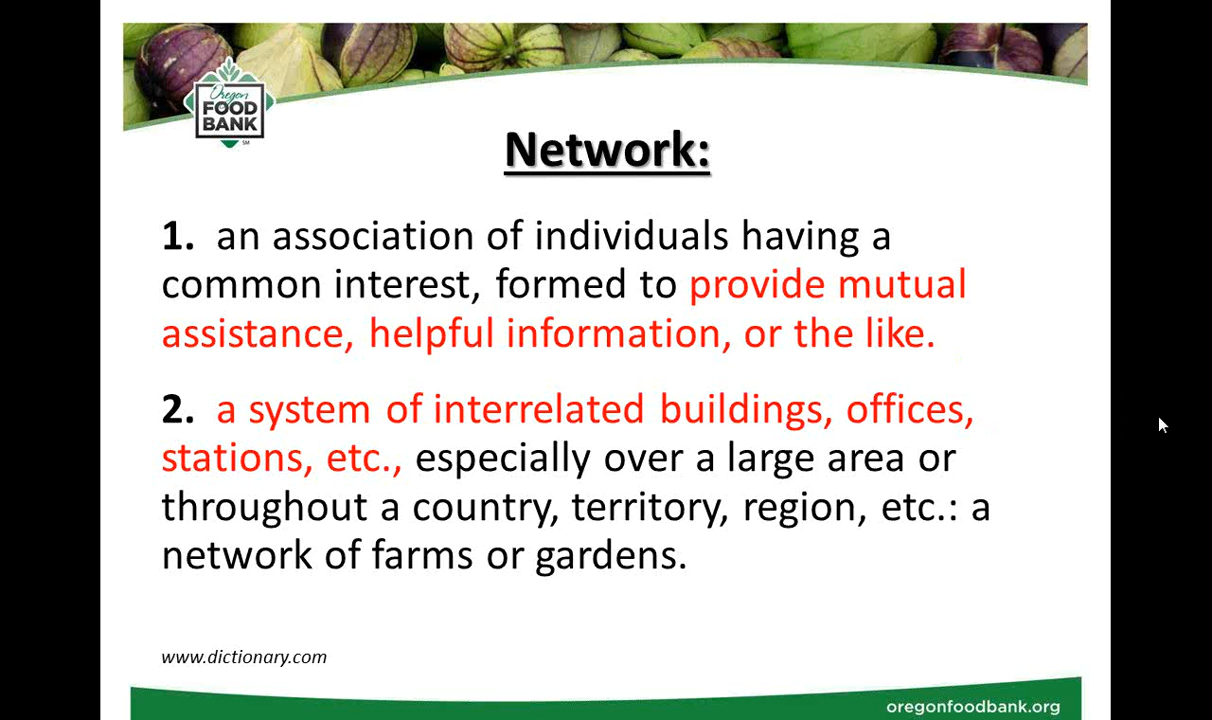 Oregon
FOOD
BANK
SM
Network:
1. an association of individuals having a
common interest, formed to provide mutual
assistance, helpful information, or the like.
2. a system of interrelated buildings, offices,
stations, etc., especially over a large area or
throughout a country, territory, region, etc.: a
network of farms or gardens.
www.dictionary.com
oregonfoodbank.org